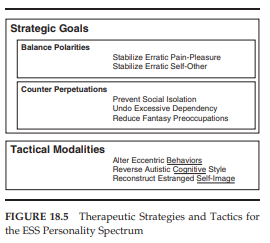 Strategic Goals
Balance Polarities
Stabilize Erratic Pain-Pleasure
Stabilize Erratic Self-Other
Counter Perpetuations
Prevent Social Isolation
Undo Excessive Dependency
Reduce Fantasy Preoccupations
Tactical Modalities
Alter Eccentric Behaviors
Reverse Autistic Cognitive Style
Reconstruct Estranged Self-Image
FIGURE 18.5 Therapeutic Strategies and Tactics for
the ESS Personality Spectrum